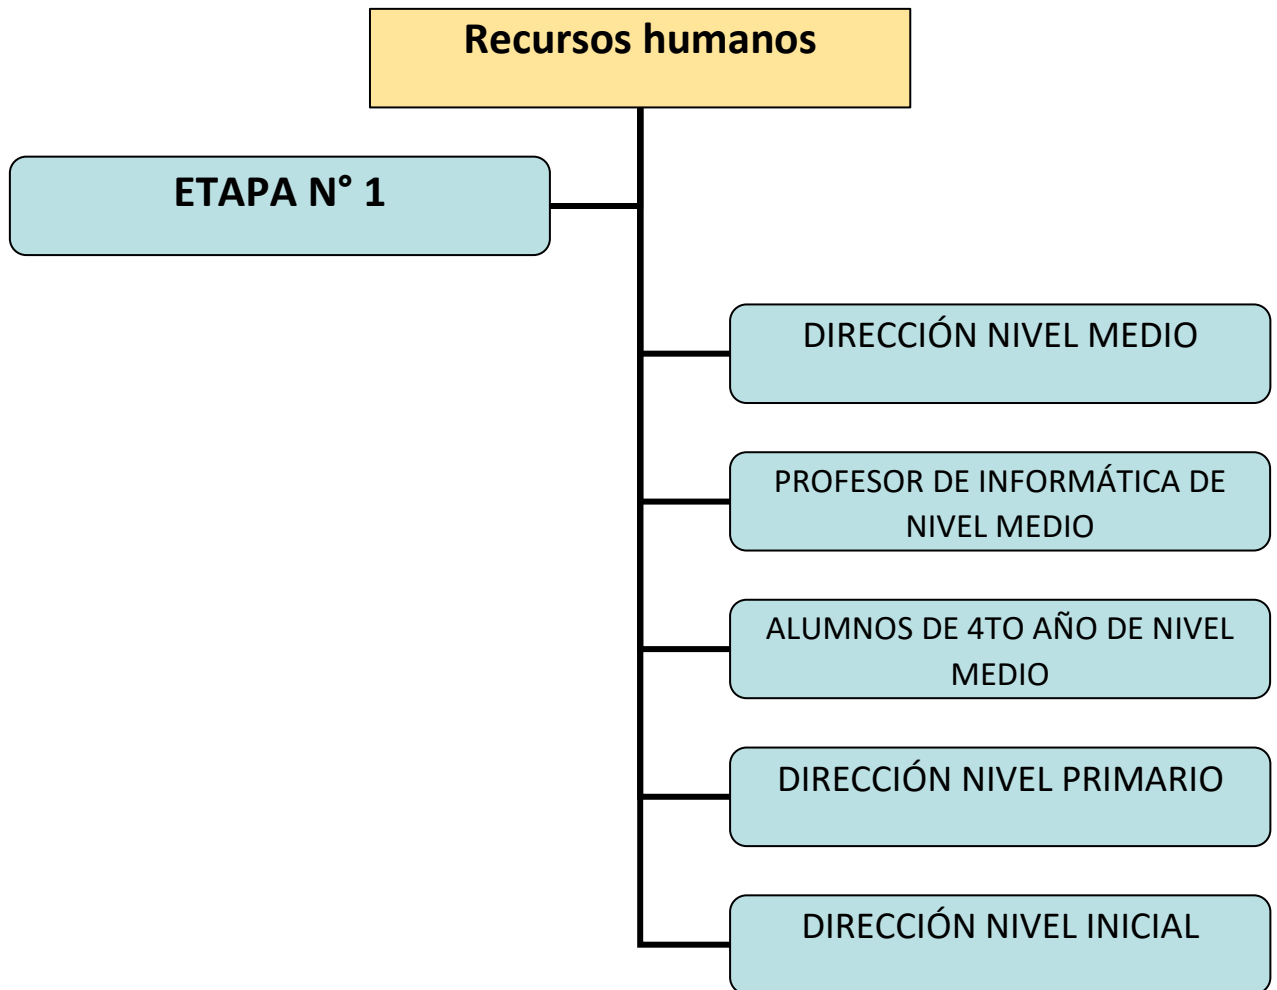 Recursos humanos
ETAPA N° 1
DIRECCIÓN NIVEL MEDIO
PROFESOR DE INFORMÁTICA DE
NIVEL MEDIO
ALUMNOS DE 4TO AÑO DE NIVEL
MEDIO
DIRECCIÓN NIVEL PRIMARIO
DIRECCIÓN NIVEL INICIAL